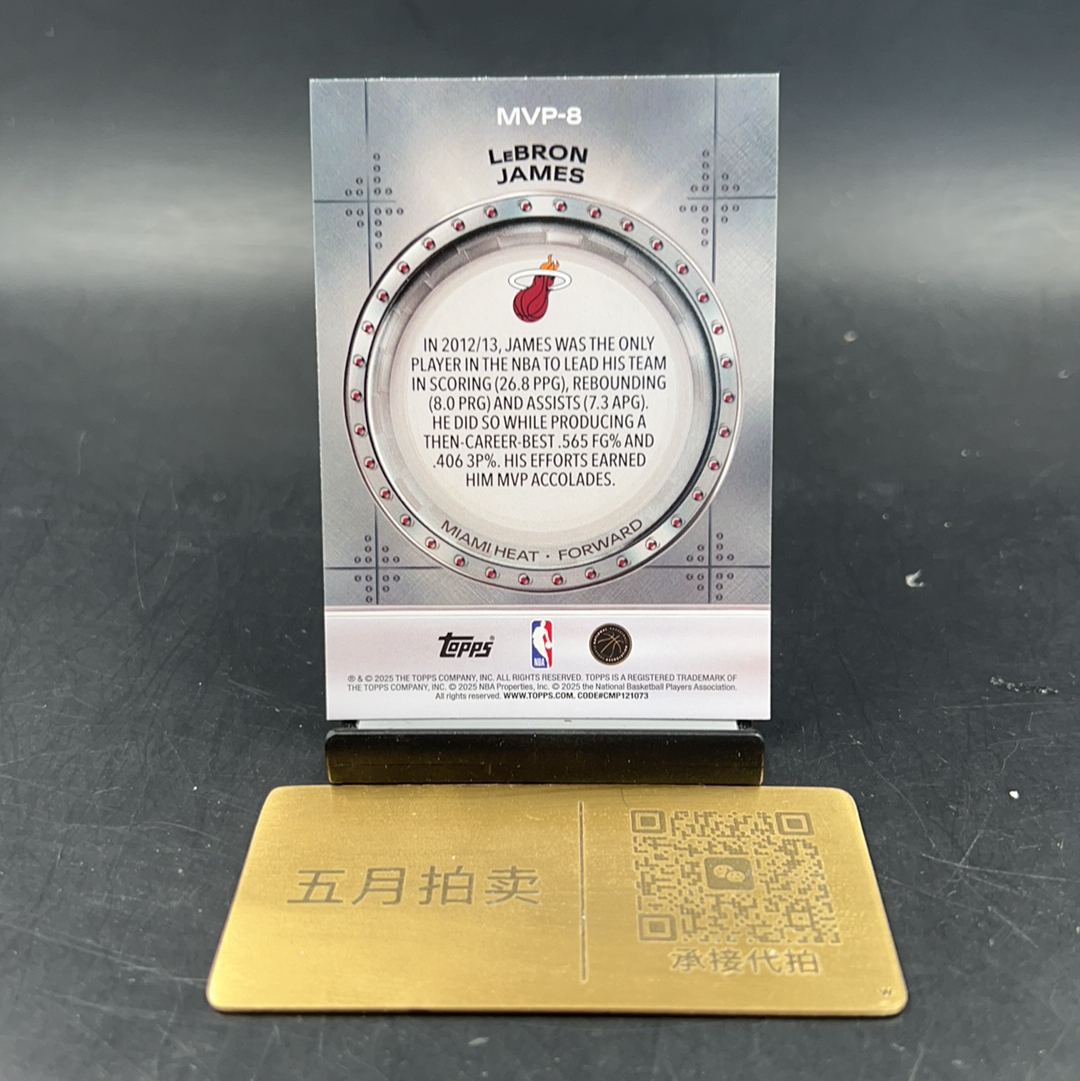 MVP-8
LeBRON
JAMES
IN 2012/13, JAMES WAS THE ONLY
PLAYER IN THE NBA TO LEAD HIS TEAM
IN SCORING (26.8 PPG), REBOUNDING
(8.0 PRG) AND ASSISTS (7.3 APG).
HE DID SO WHILE PRODUCING A
THEN-CAREER-BEST .565 FG% AND
.406 3P%. HIS EFFORTS EARNED
HIM MVP ACCOLADES.
MIAMI HEAT · FORWARD
Topps®
NBA
® & © 2025 THE TOPPS COMPANY, INC. ALL RIGHTS RESERVED. TOPPS IS A REGISTERED TRADEMARK OF
THE TOPPS COMPANY, INC. © 2025 NBA Properties, Inc. © 2025 the National Basketball Players Association.
All rights reserved. WWW.TOPPS.COM. CODE#CMP121073
五月拍卖
承接代拍
W